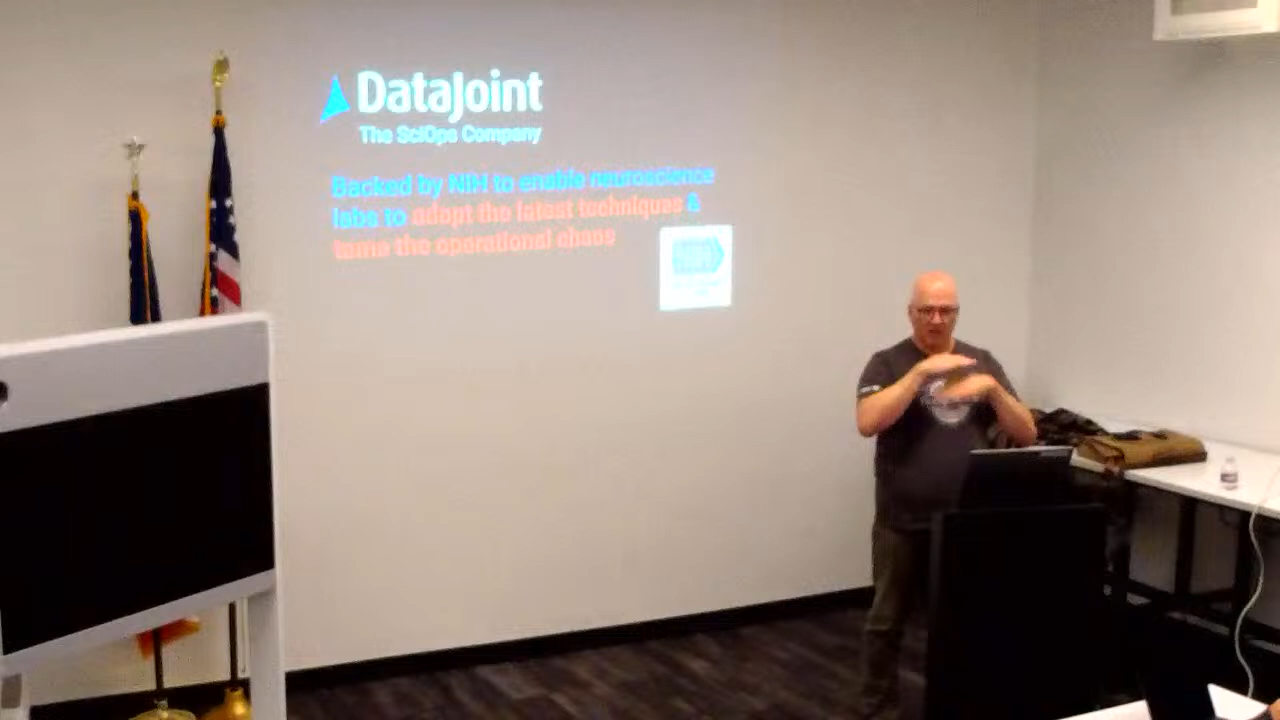 DataJoint
The SciOps Company
Backed by NIH to enable neuroscience
labs to adopt the latest techniques &
tame the operational chaos